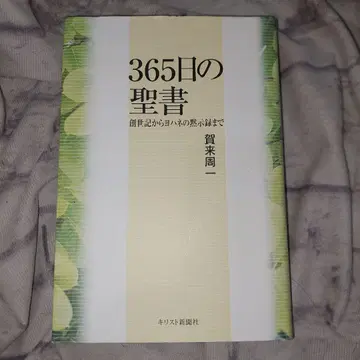 365日の
聖書
創世記からヨハネの黙示録まで
賀来周一
キリスト新聞社